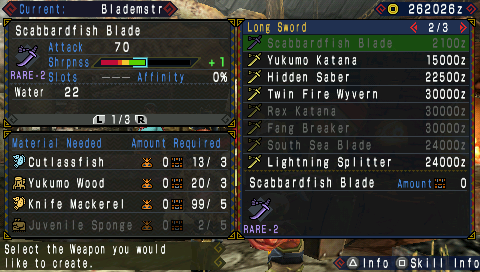 Current: Blademstr
262026z
Scabbardfish Blade
Attack 70
Shrpnss +1
RARE-2 Slots --- Affinity 0%
Water 22
L 1/3 R
Material Needed Amount Required
Cutlassfish 0 13/ 3
Yukumo Wood 0 20/ 3
Knife Mackerel 0 99/ 5
Juvenile Sponge 0 2/ 5
Select the Weapon you would
like to create.
Long Sword 2/3
Scabbardfish Blade 2100z
Yukumo Katana 15000z
Hidden Saber 22500z
Twin Fire Wyvern 30000z
Rex Katana 30000z
Fang Breaker 30000z
South Sea Blade 24000z
Lightning Splitter 24000z
Scabbardfish Blade Amount 0
RARE-2
Info Skill Info